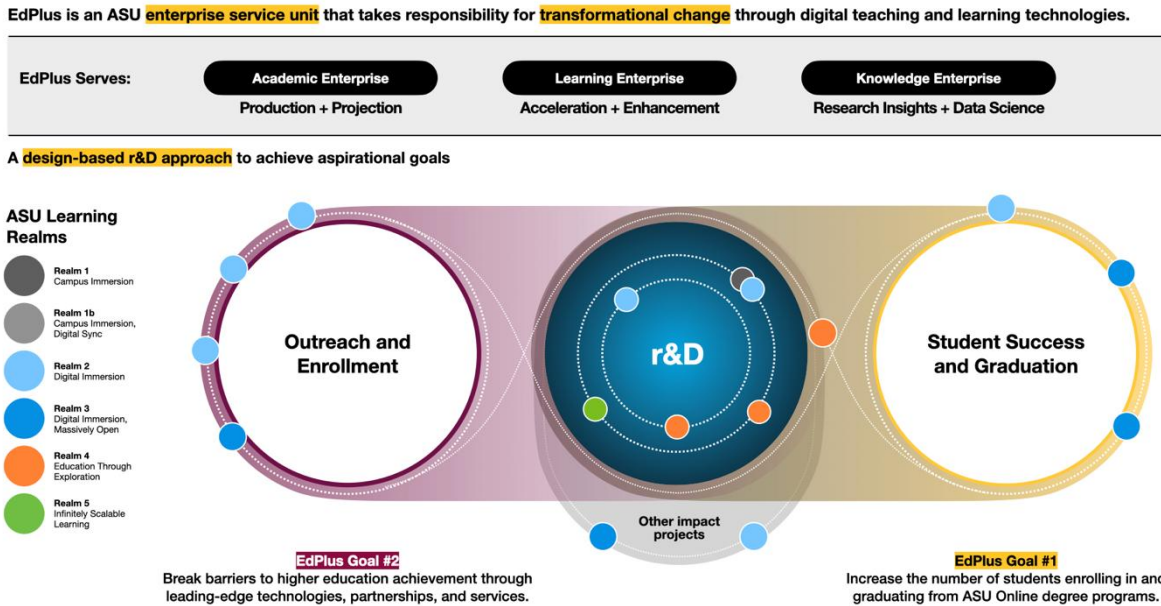 EdPlus is an ASU enterprise service unit that takes responsibility for transformational change through digital teaching and learning technologies.
EdPlus Serves:
Academic Enterprise
Production + Projection
Learning Enterprise
Acceleration + Enhancement
Knowledge Enterprise
Research Insights + Data Science
A design-based r&D approach to achieve aspirational goals
ASU Learning
Realms
Realm 1
Campus Immersion
Realm 1b
Campus Immersion,
Digital Sync
Realm 2
Digital Immersion
Realm 3
Digital Immersion,
Massively Open
Realm 4
Education Through
Exploration
Realm 5
Infinitely Scalable
Learning
Outreach and
Enrollment
r&D
Student Success
and Graduation
Other impact
projects
EdPlus Goal #2
Break barriers to higher education achievement through
leading-edge technologies, partnerships, and services.
EdPlus Goal #1
Increase the number of students enrolling in and
graduating from ASU Online degree programs.